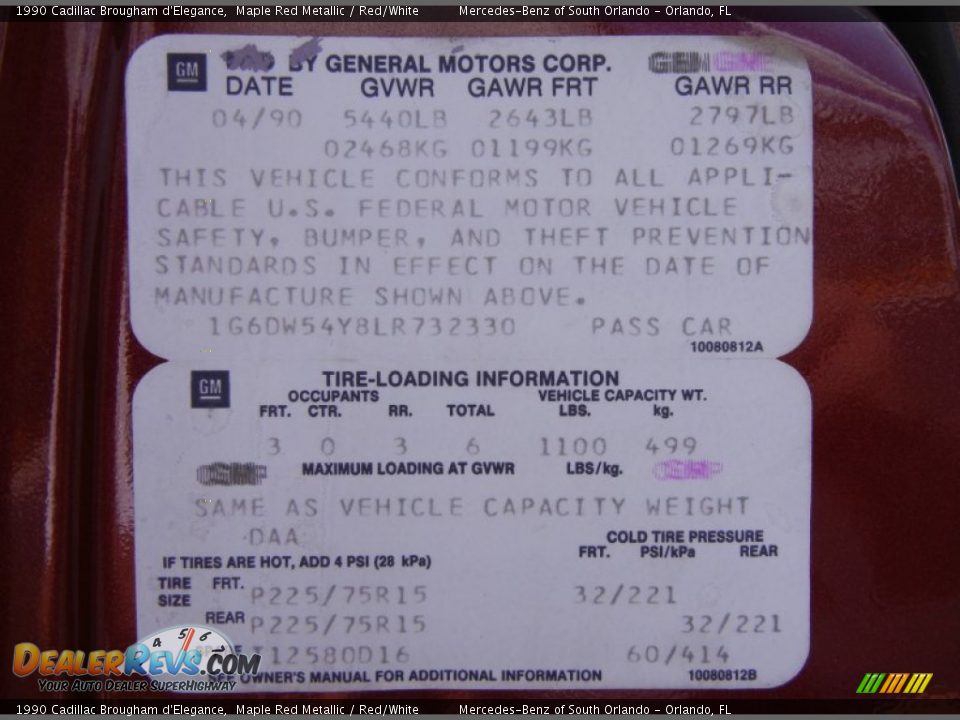 1990 Cadillac Brougham d'Elegance, Maple Red Metallic / Red/White Mercedes-Benz of South Orlando - Orlando, FL
GM BY GENERAL MOTORS CORP.
DATE GVWR GAWR FRT GAWR RR
04/90 5440LB 2643LB 2797LB
02468KG 01199KG 01269KG
THIS VEHICLE CONFORMS TO ALL APPLI-
CABLE U.S. FEDERAL MOTOR VEHICLE
SAFETY, BUMPER, AND THEFT PREVENTION
STANDARDS IN EFFECT ON THE DATE OF
MANUFACTURE SHOWN ABOVE.
1G6DW54Y8LR732330 PASS CAR
10080812A
GM TIRE-LOADING INFORMATION
OCCUPANTS VEHICLE CAPACITY WT.
FRT. CTR. RR. TOTAL LBS. kg.
3 0 3 6 1100 499
MAXIMUM LOADING AT GVWR LBS/kg.
SAME AS VEHICLE CAPACITY WEIGHT
DAA COLD TIRE PRESSURE
FRT. PSI/kPa REAR
IF TIRES ARE HOT, ADD 4 PSI (28 kPa)
TIRE SIZE FRT. P225/75R15 32/221
REAR P225/75R15 32/221
T12580D16 60/414
SEE OWNER'S MANUAL FOR ADDITIONAL INFORMATION 10080812B
4 5 6
DEALERREVS.COM
YOUR AUTO DEALER SUPERHIGHWAY
1990 Cadillac Brougham d'Elegance, Maple Red Metallic / Red/White Mercedes-Benz of South Orlando - Orlando, FL